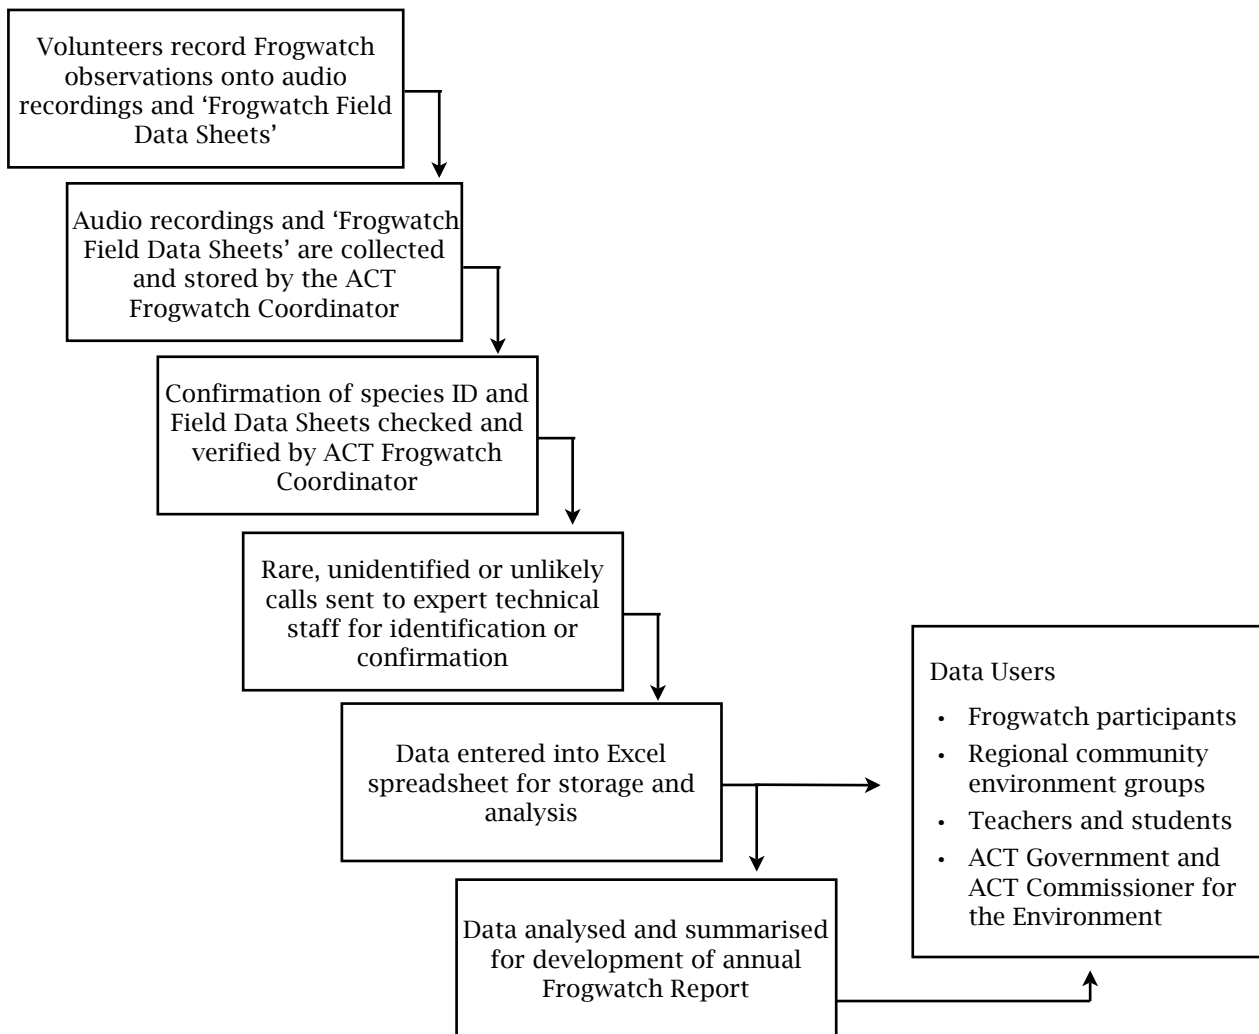 Volunteers record Frogwatch
observations onto audio
recordings and ‘Frogwatch Field
Data Sheets’
Audio recordings and ‘Frogwatch
Field Data Sheets’ are collected
and stored by the ACT
Frogwatch Coordinator
Confirmation of species ID and
Field Data Sheets checked and
verified by ACT Frogwatch
Coordinator
Rare, unidentified or unlikely
calls sent to expert technical
staff for identification or
confirmation
Data entered into Excel
spreadsheet for storage and
analysis
Data analysed and summarised
for development of annual
Frogwatch Report
Data Users
• Frogwatch participants
• Regional community
environment groups
• Teachers and students
• ACT Government and
ACT Commissioner for
the Environment